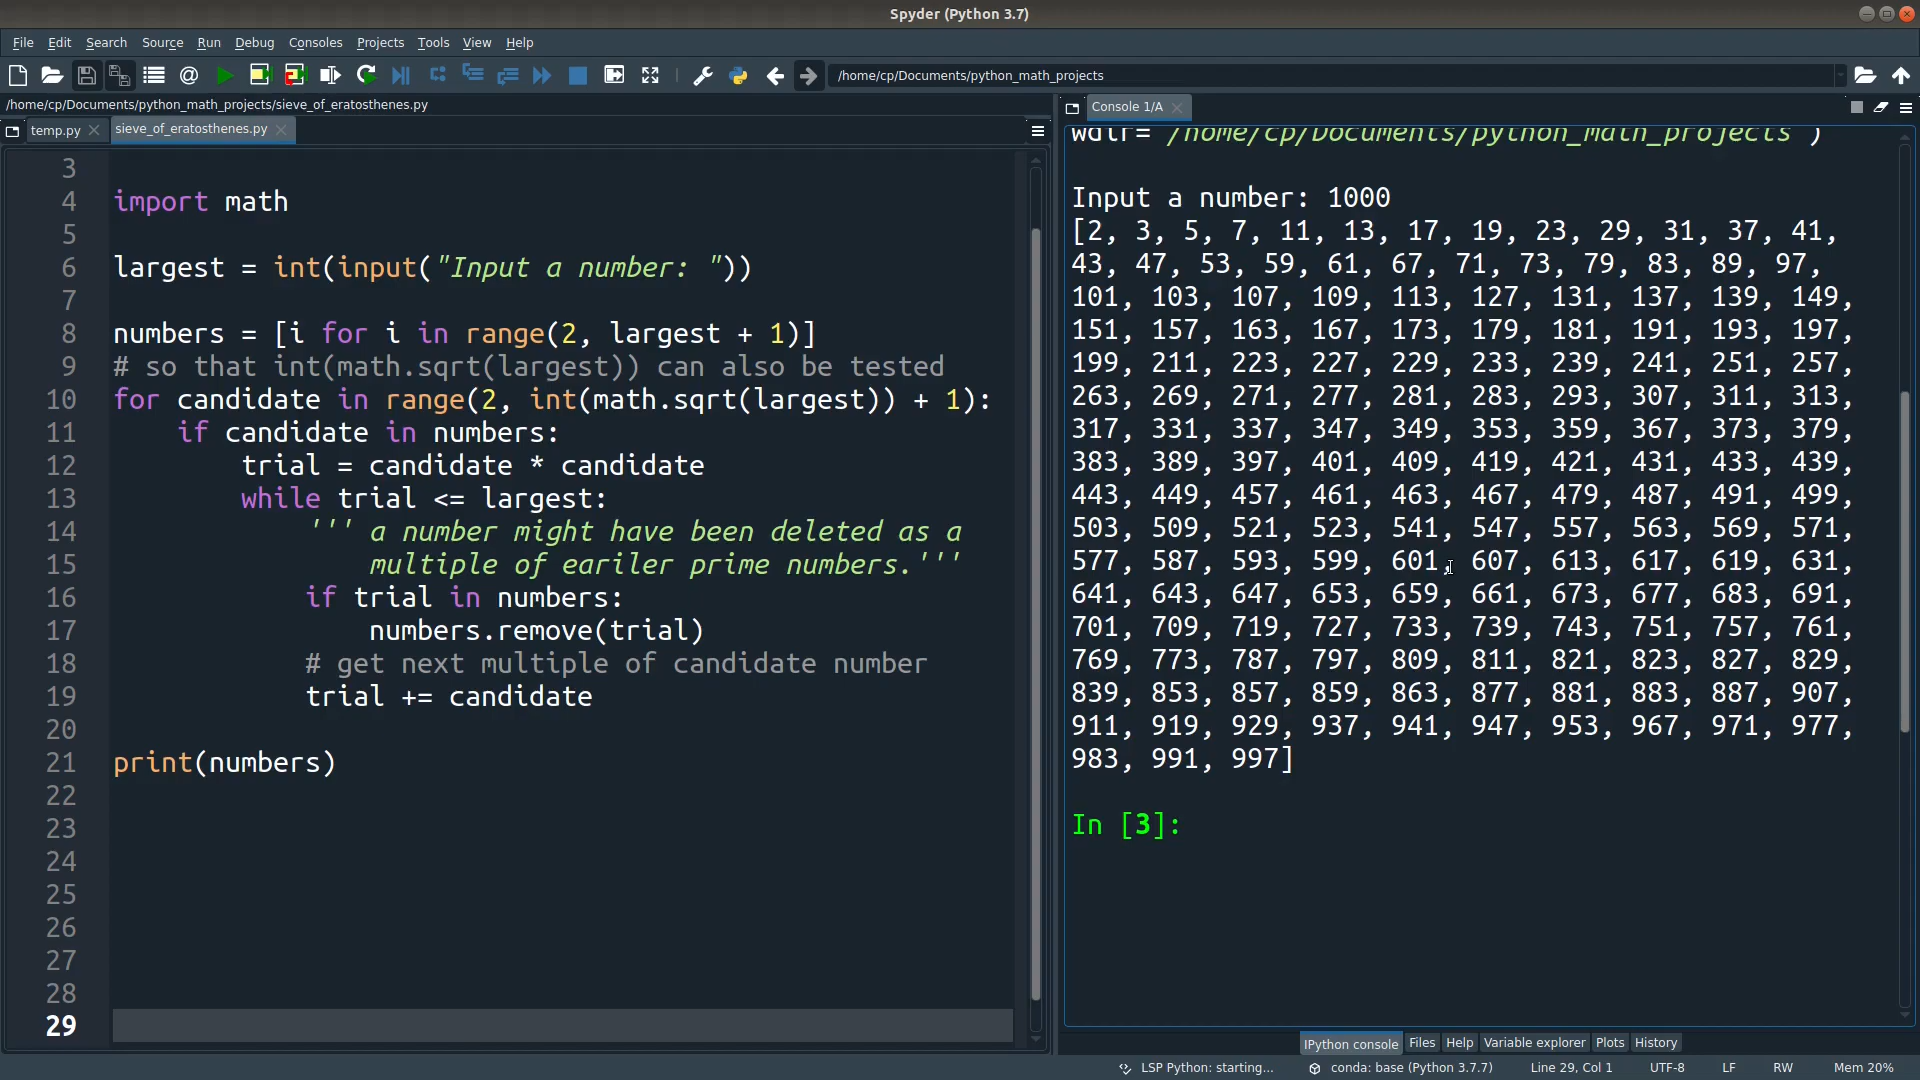 Spyder (Python 3.7)
File Edit Search Source Run Debug Consoles Projects Tools View Help
/home/cp/Documents/python_math_projects
/home/cp/Documents/python_math_projects/sieve_of_eratosthenes.py
temp.py
sieve_of_eratosthenes.py
3
4 import math
5
6 largest = int(input("Input a number: "))
7
8 numbers = [i for i in range(2, largest + 1)]
9 # so that int(math.sqrt(largest)) can also be tested
10 for candidate in range(2, int(math.sqrt(largest)) + 1):
11     if candidate in numbers:
12         trial = candidate * candidate
13         while trial <= largest:
14             ''' a number might have been deleted as a
15                 multiple of eariler prime numbers.'''
16             if trial in numbers:
17                 numbers.remove(trial)
18             # get next multiple of candidate number
19             trial += candidate
20
21 print(numbers)
22
23
24
25
26
27
28
29
Console 1/A
wdir='/home/cp/Documents/python_math_projects')
Input a number: 1000
[2, 3, 5, 7, 11, 13, 17, 19, 23, 29, 31, 37, 41,
43, 47, 53, 59, 61, 67, 71, 73, 79, 83, 89, 97,
101, 103, 107, 109, 113, 127, 131, 137, 139, 149,
151, 157, 163, 167, 173, 179, 181, 191, 193, 197,
199, 211, 223, 227, 229, 233, 239, 241, 251, 257,
263, 269, 271, 277, 281, 283, 293, 307, 311, 313,
317, 331, 337, 347, 349, 353, 359, 367, 373, 379,
383, 389, 397, 401, 409, 419, 421, 431, 433, 439,
443, 449, 457, 461, 463, 467, 479, 487, 491, 499,
503, 509, 521, 523, 541, 547, 557, 563, 569, 571,
577, 587, 593, 599, 601, 607, 613, 617, 619, 631,
641, 643, 647, 653, 659, 661, 673, 677, 683, 691,
701, 709, 719, 727, 733, 739, 743, 751, 757, 761,
769, 773, 787, 797, 809, 811, 821, 823, 827, 829,
839, 853, 857, 859, 863, 877, 881, 883, 887, 907,
911, 919, 929, 937, 941, 947, 953, 967, 971, 977,
983, 991, 997]
In [3]:
IPython console Files Help Variable explorer Plots History
LSP Python: starting... conda: base (Python 3.7.7) Line 29, Col 1 UTF-8 LF RW Mem 20%